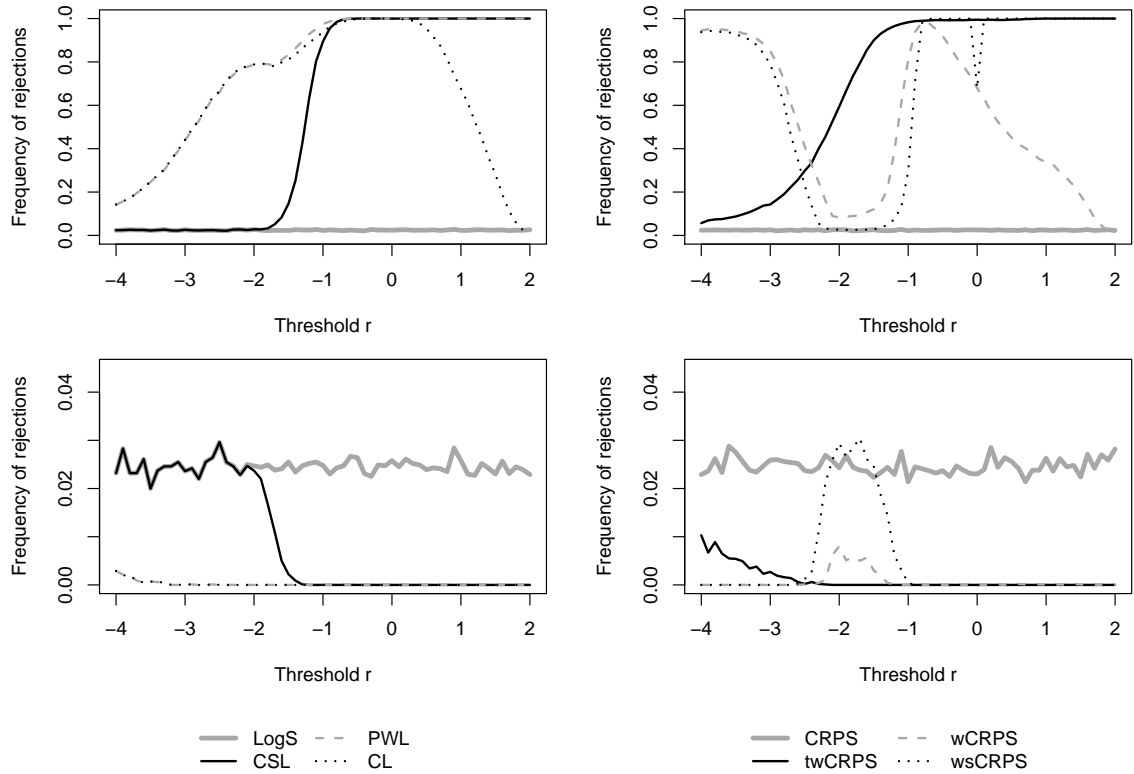 Frequency of rejections
0.0 0.2 0.4 0.6 0.8 1.0
−4 −3 −2 −1 0 1 2
Threshold r
Frequency of rejections
0.0 0.2 0.4 0.6 0.8 1.0
−4 −3 −2 −1 0 1 2
Threshold r
Frequency of rejections
0.00 0.02 0.04
−4 −3 −2 −1 0 1 2
Threshold r
Frequency of rejections
0.00 0.02 0.04
−4 −3 −2 −1 0 1 2
Threshold r
LogS PWL
CSL CL
CRPS wCRPS
twCRPS wsCRPS